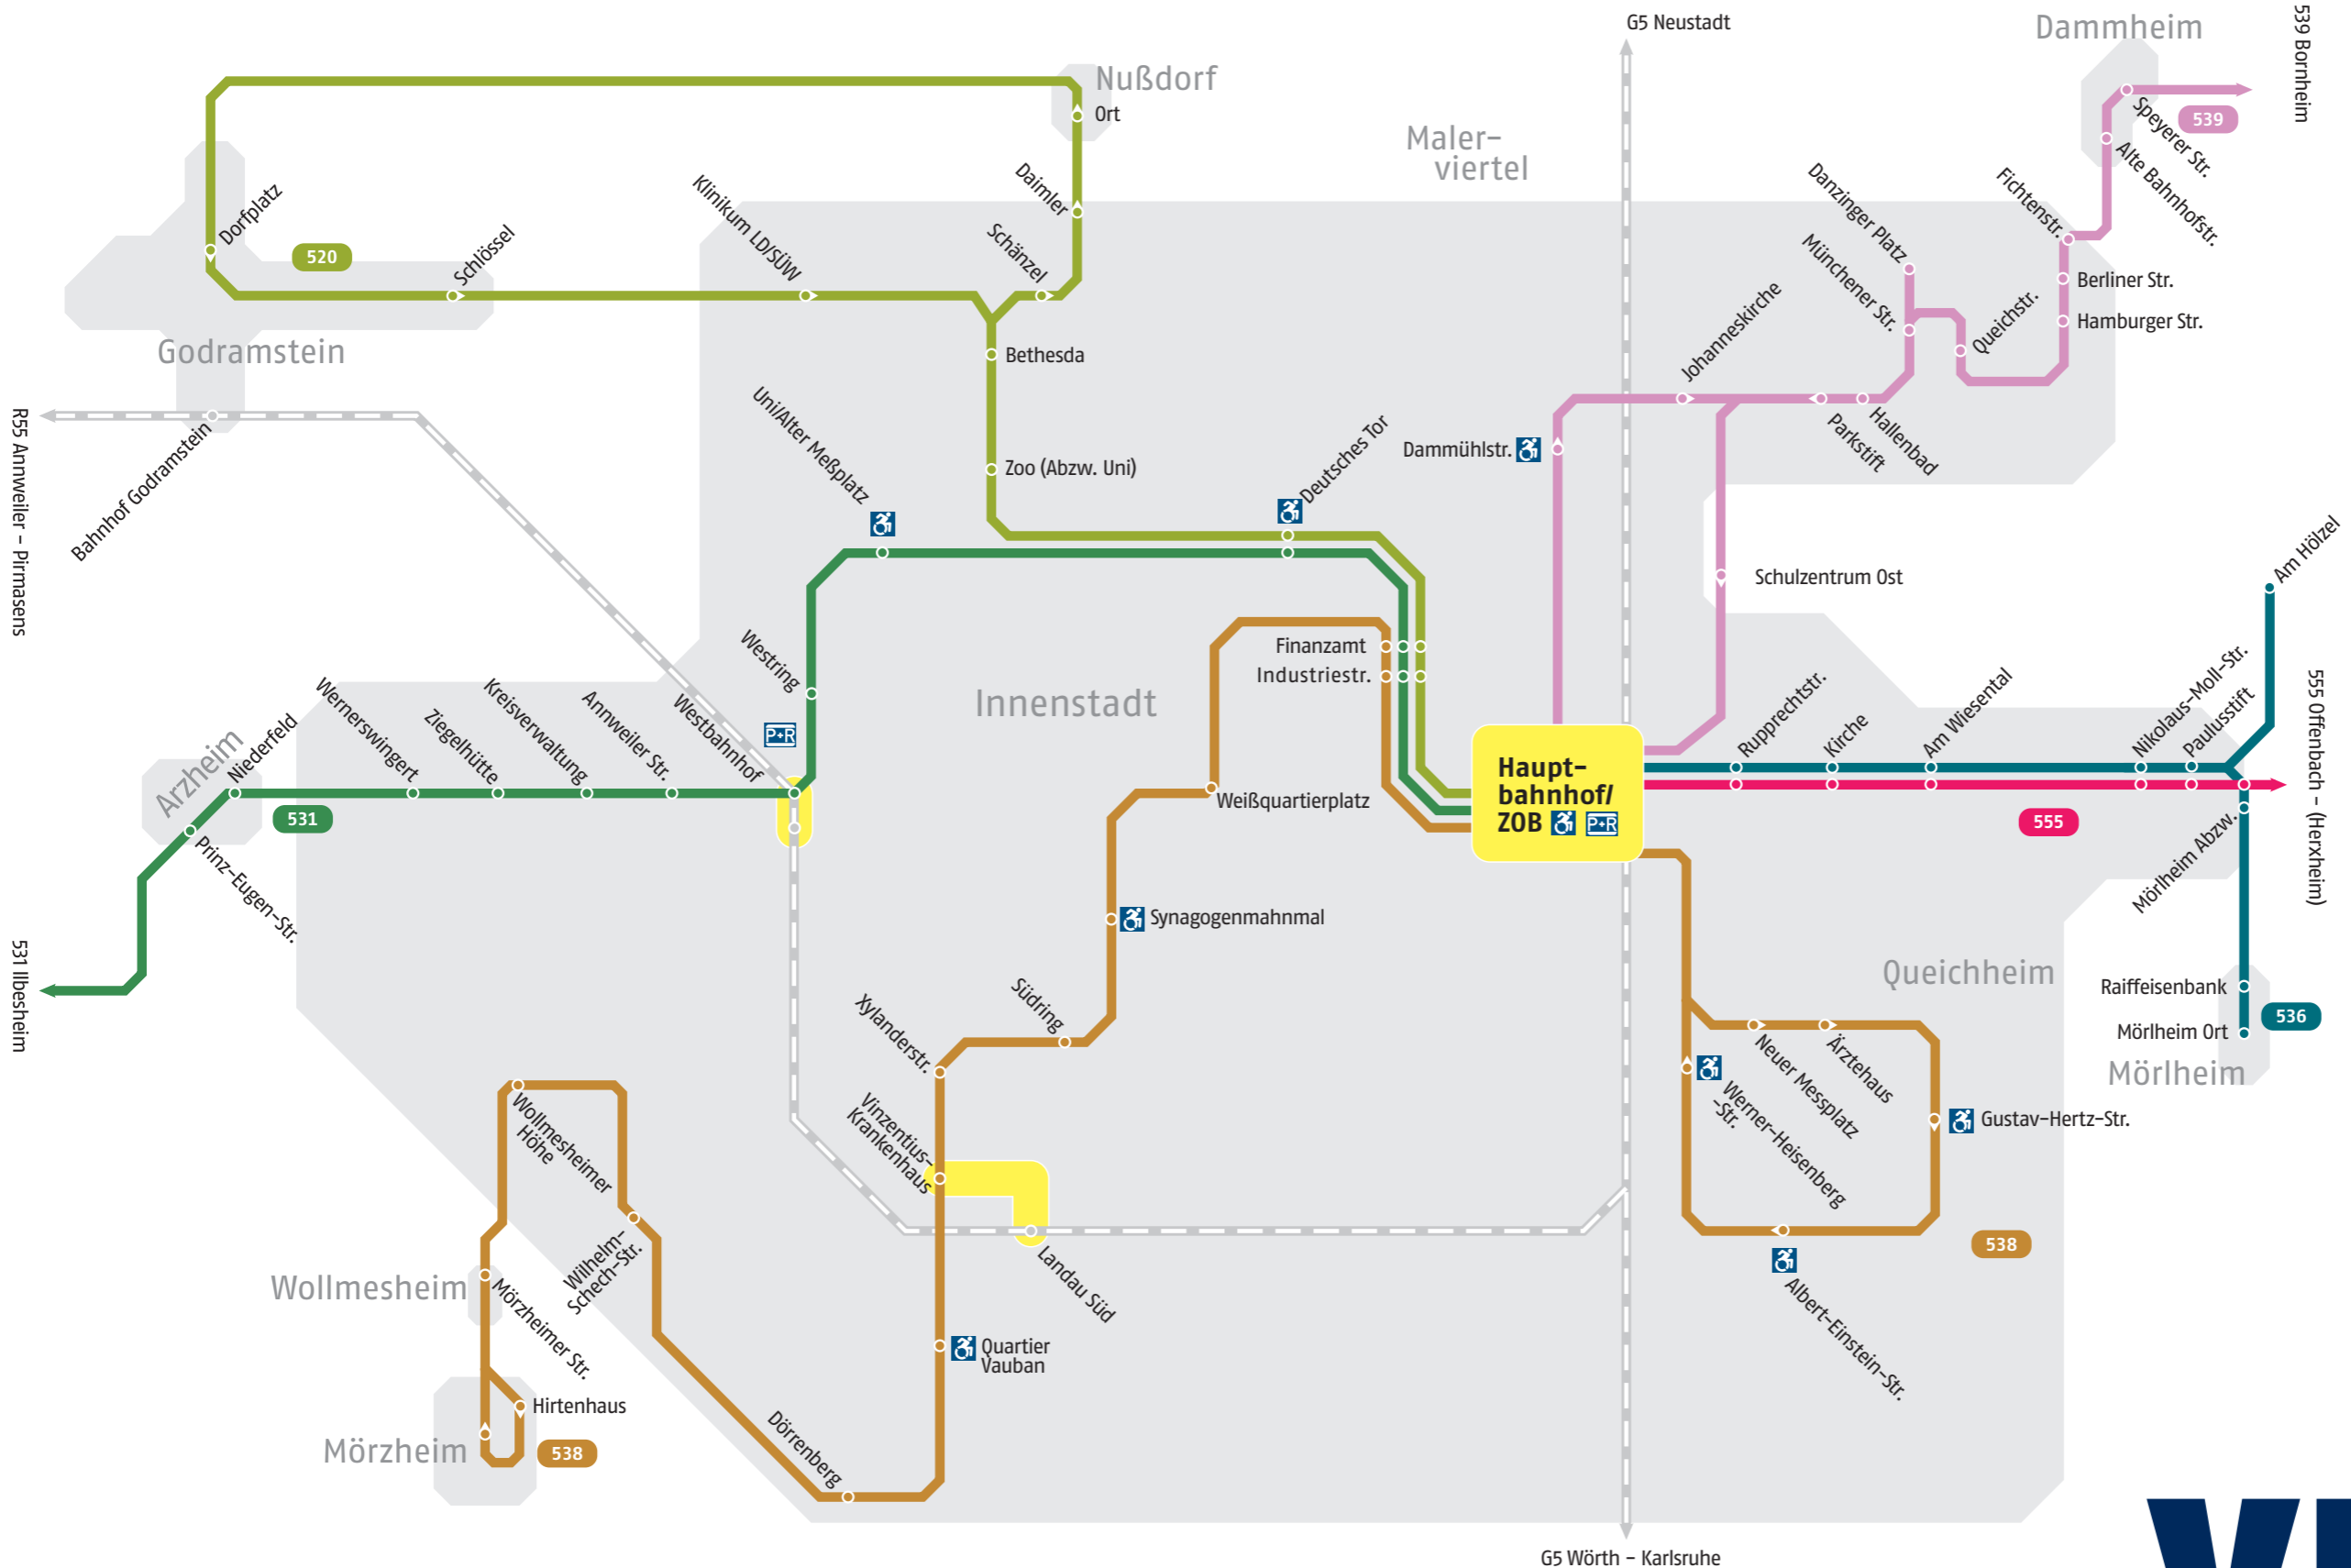 G5 Neustadt
Dammheim
539 Bornheim
Nußdorf
Ort
Maler-
viertel
539
Speyerer Str.
Alte Bahnhofstr.
Fichtenstr.
Danzinger Platz
Münchener Str.
Daimler
Klinikum LD/SÜW
Schänzel
Dorfplatz
520
Schlössel
Berliner Str.
Hamburger Str.
Queichstr.
Johanneskirche
Godramstein
Bethesda
Uni/Alter Meßplatz
Zoo (Abzw. Uni)
Deutsches Tor
Dammühlstr.
Parkstift
Hallenbad
R55 Annweiler - Pirmasens
Bahnhof Godramstein
Schulzentrum Ost
Am Hölzel
Westring
Finanzamt
Industriestr.
Innenstadt
Arzheim
Niederfeld
Wernerswingert
Ziegelhütte
Kreisverwaltung
Annweiler Str.
Westbahnhof
P+R
Rupprechtstr.
Kirche
Am Wiesental
Nikolaus-Moll-Str.
Paulusstift
555 Offenbach - (Herxheim)
Haupt-
bahnhof/
ZOB P+R
Weißquartierplatz
531
555
Mörlheim Abzw.
Prinz-Eugen-Str.
Synagogenmahnmal
531 Ilbesheim
Queichheim
Raiffeisenbank
536
Mörlheim Ort
Mörlheim
Xylanderstr.
Südring
Neuer Messplatz
Ärztehaus
Werner-Heisenberg
-Str.
Gustav-Hertz-Str.
Vinzentius-
Krankenhaus
Wollmesheimer
Höhe
Wilhelm-
Schech-Str.
Landau Süd
538
Albert-Einstein-Str.
Wollmesheim
Mörzheimer Str.
Quartier
Vauban
Hirtenhaus
Mörzheim
538
Dörrenberg
G5 Wörth - Karlsruhe